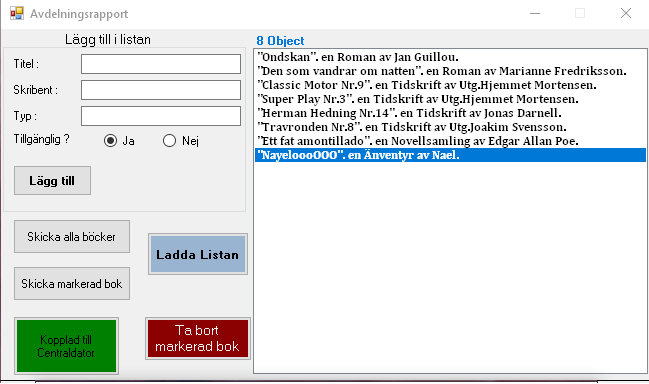 Avdelningsrapport
Lägg till i listan
Titel :
Skribent :
Typ :
Tillgänglig ?
Ja
Nej
Lägg till
Skicka alla böcker
Skicka markerad bok
Ladda Listan
Kopplad till
Centraldator
Ta bort
markerad bok
8 Object
"Ondskan". en Roman av Jan Guillou.
"Den som vandrar om natten". en Roman av Marianne Fredriksson.
"Classic Motor Nr.9". en Tidskrift av Utg.Hjemmet Mortensen.
"Super Play Nr.3". en Tidskrift av Utg.Hjemmet Mortensen.
"Herman Hedning Nr.14". en Tidskrift av Jonas Darnell.
"Travronden Nr.8". en Tidskrift av Utg.Joakim Svensson.
"Ett fat amontillado". en Novellsamling av Edgar Allan Poe.
"NayeloooOOO". en Änventyr av Nael.